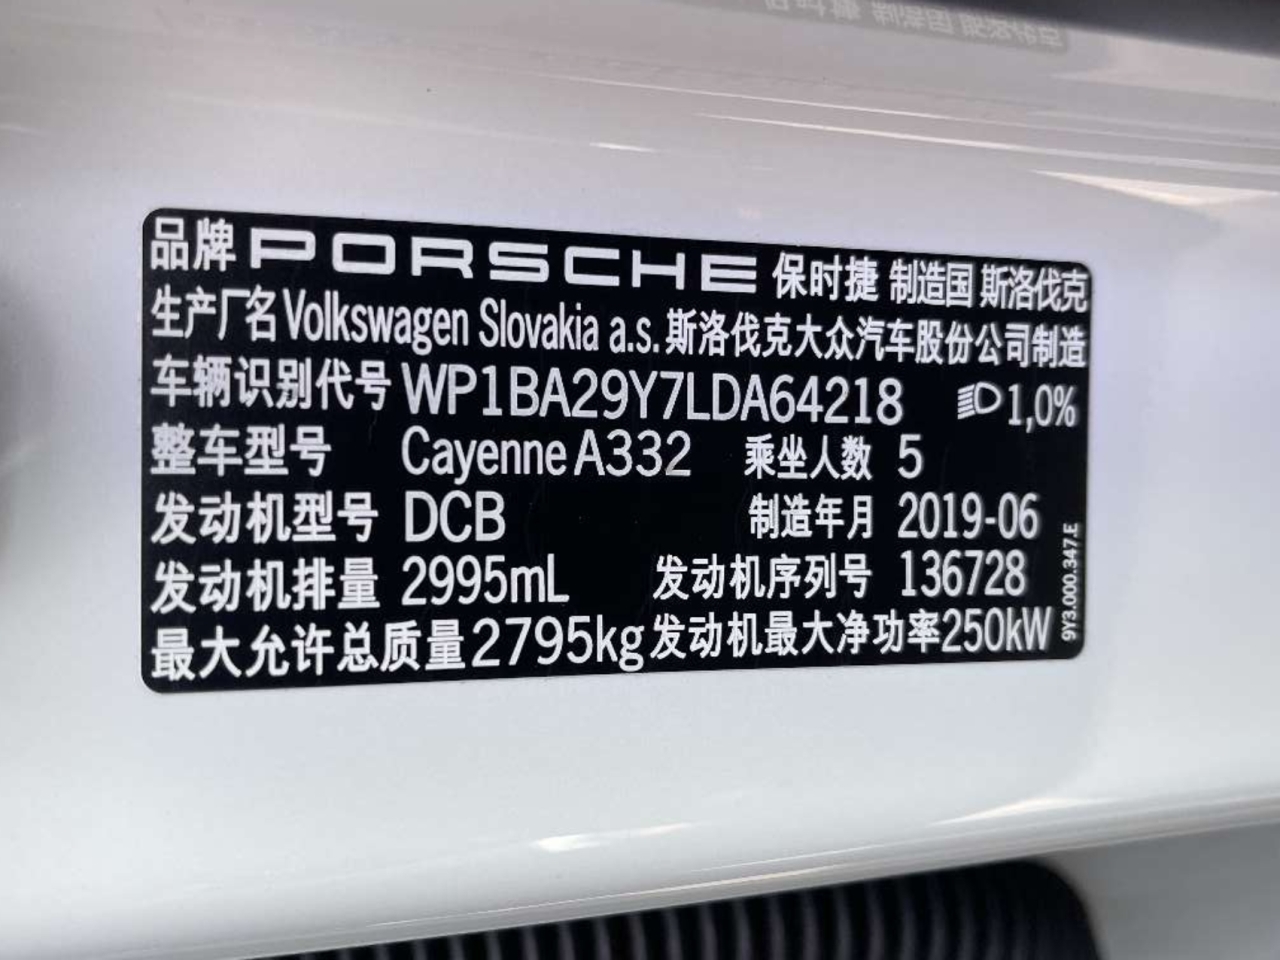 品牌 PORSCHE 保时捷 制造国 斯洛伐克
生产厂名 Volkswagen Slovakia a.s. 斯洛伐克大众汽车股份公司制造
车辆识别代号 WP1BA29Y7LDA64218 1,0%
整车型号 Cayenne A332 乘坐人数 5
发动机型号 DCB 制造年月 2019-06
发动机排量 2995mL 发动机序列号 136728
最大允许总质量 2795kg 发动机最大净功率 250kW
9Y3.000.347.E